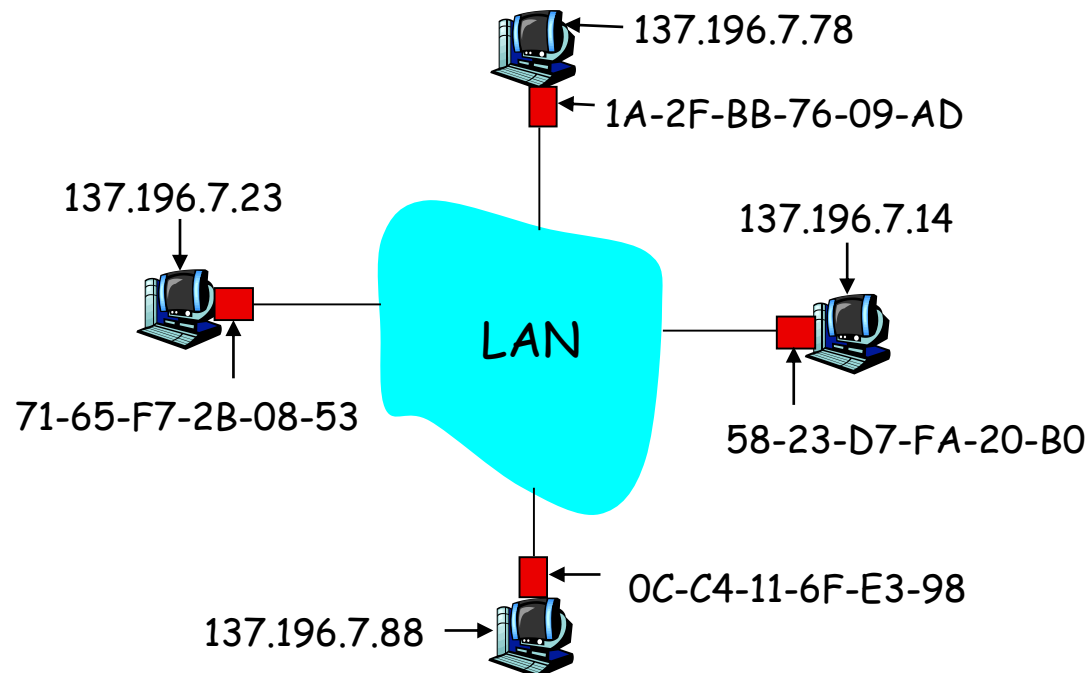 137.196.7.78
1A-2F-BB-76-09-AD
137.196.7.23
137.196.7.14
LAN
71-65-F7-2B-08-53
58-23-D7-FA-20-B0
0C-C4-11-6F-E3-98
137.196.7.88